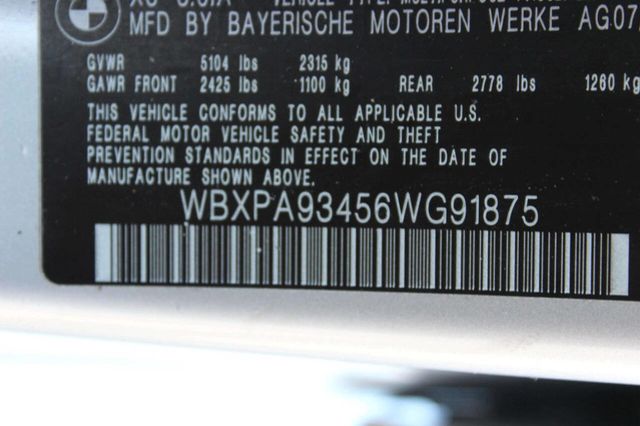 MFD BY BAYERISCHE MOTOREN WERKE AG07
GVWR 5104 lbs 2315 kg
GAWR FRONT 2425 lbs 1100 kg REAR 2778 lbs 1260 kg
THIS VEHICLE CONFORMS TO ALL APPLICABLE U.S.
FEDERAL MOTOR VEHICLE SAFETY AND THEFT
PREVENTION STANDARDS IN EFFECT ON THE DATE OF
MANUFACTURE SHOWN ABOVE.
WBXPA93456WG91875